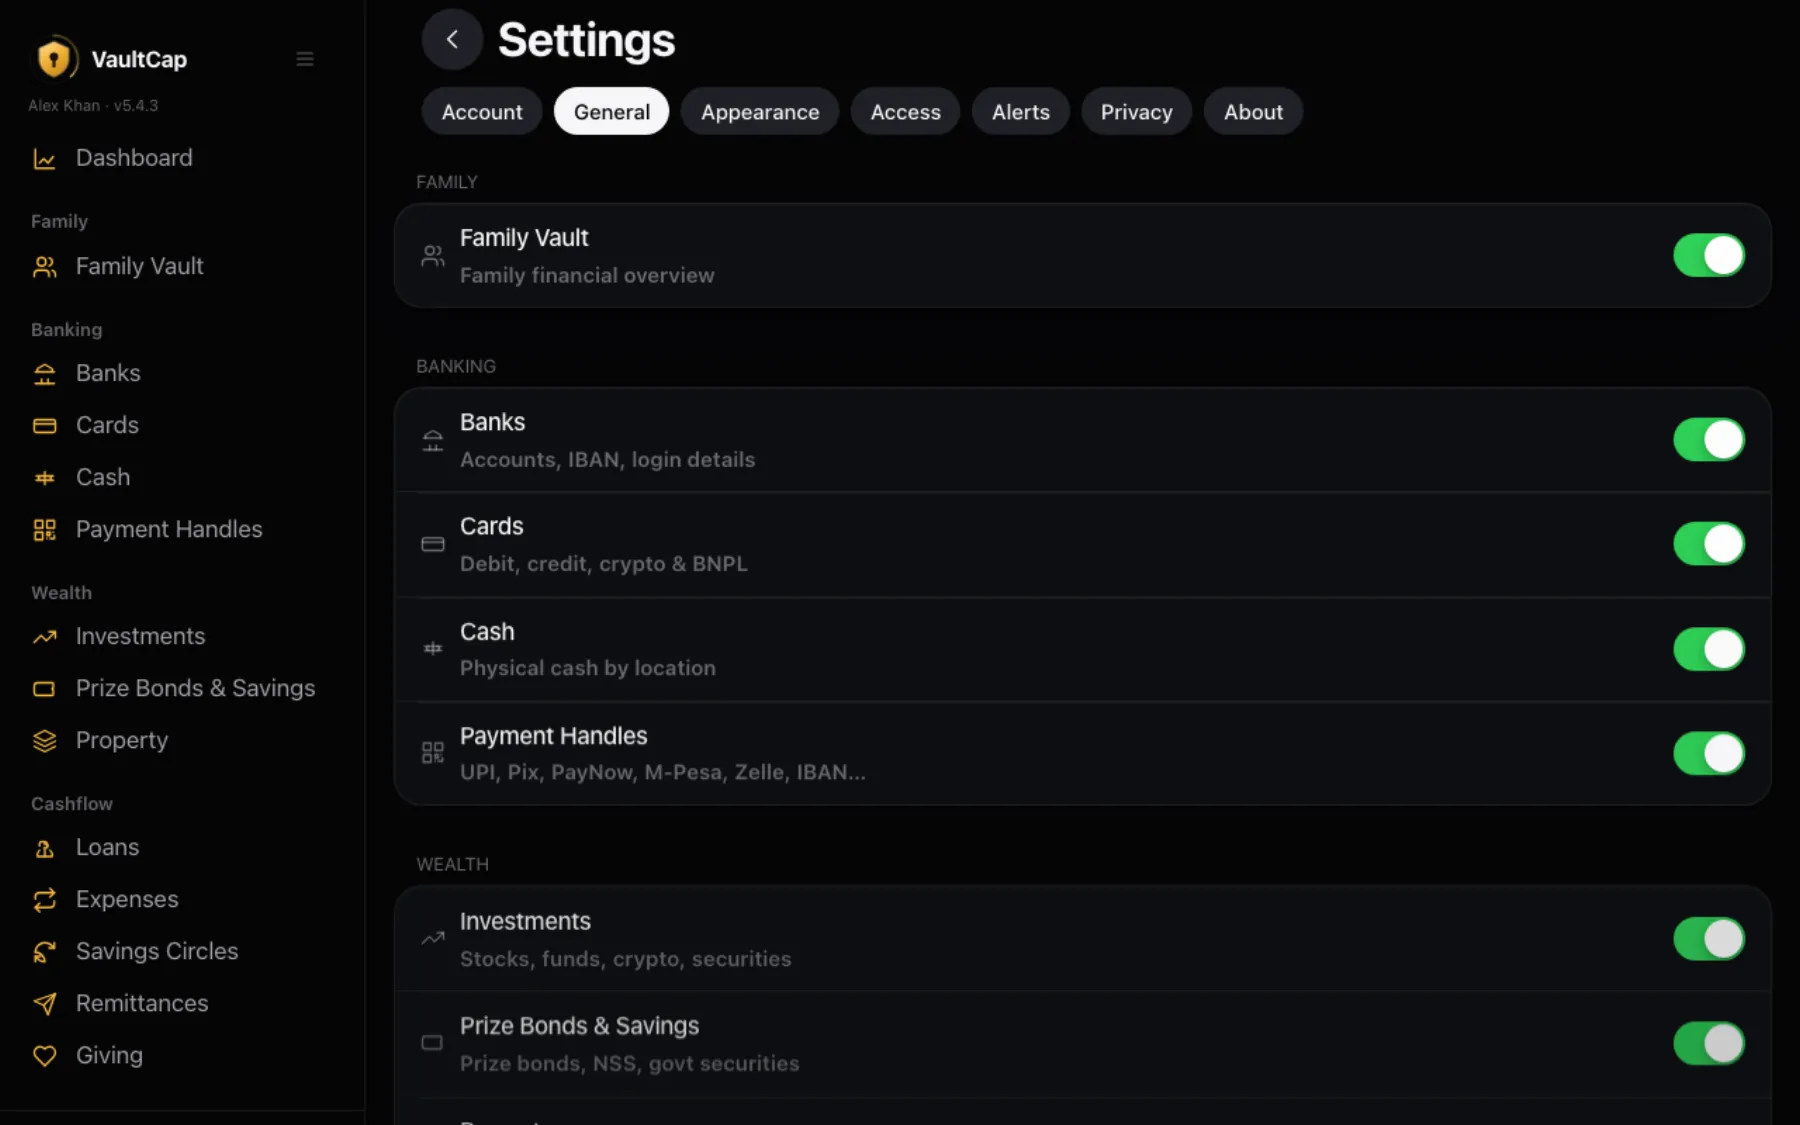 VaultCap
Alex Khan · v5.4.3
Dashboard
Family
Family Vault
Banking
Banks
Cards
Cash
Payment Handles
Wealth
Investments
Prize Bonds & Savings
Property
Cashflow
Loans
Expenses
Savings Circles
Remittances
Giving
Settings
Account General Appearance Access Alerts Privacy About
FAMILY
Family Vault
Family financial overview
BANKING
Banks
Accounts, IBAN, login details
Cards
Debit, credit, crypto & BNPL
Cash
Physical cash by location
Payment Handles
UPI, Pix, PayNow, M-Pesa, Zelle, IBAN...
WEALTH
Investments
Stocks, funds, crypto, securities
Prize Bonds & Savings
Prize bonds, NSS, govt securities